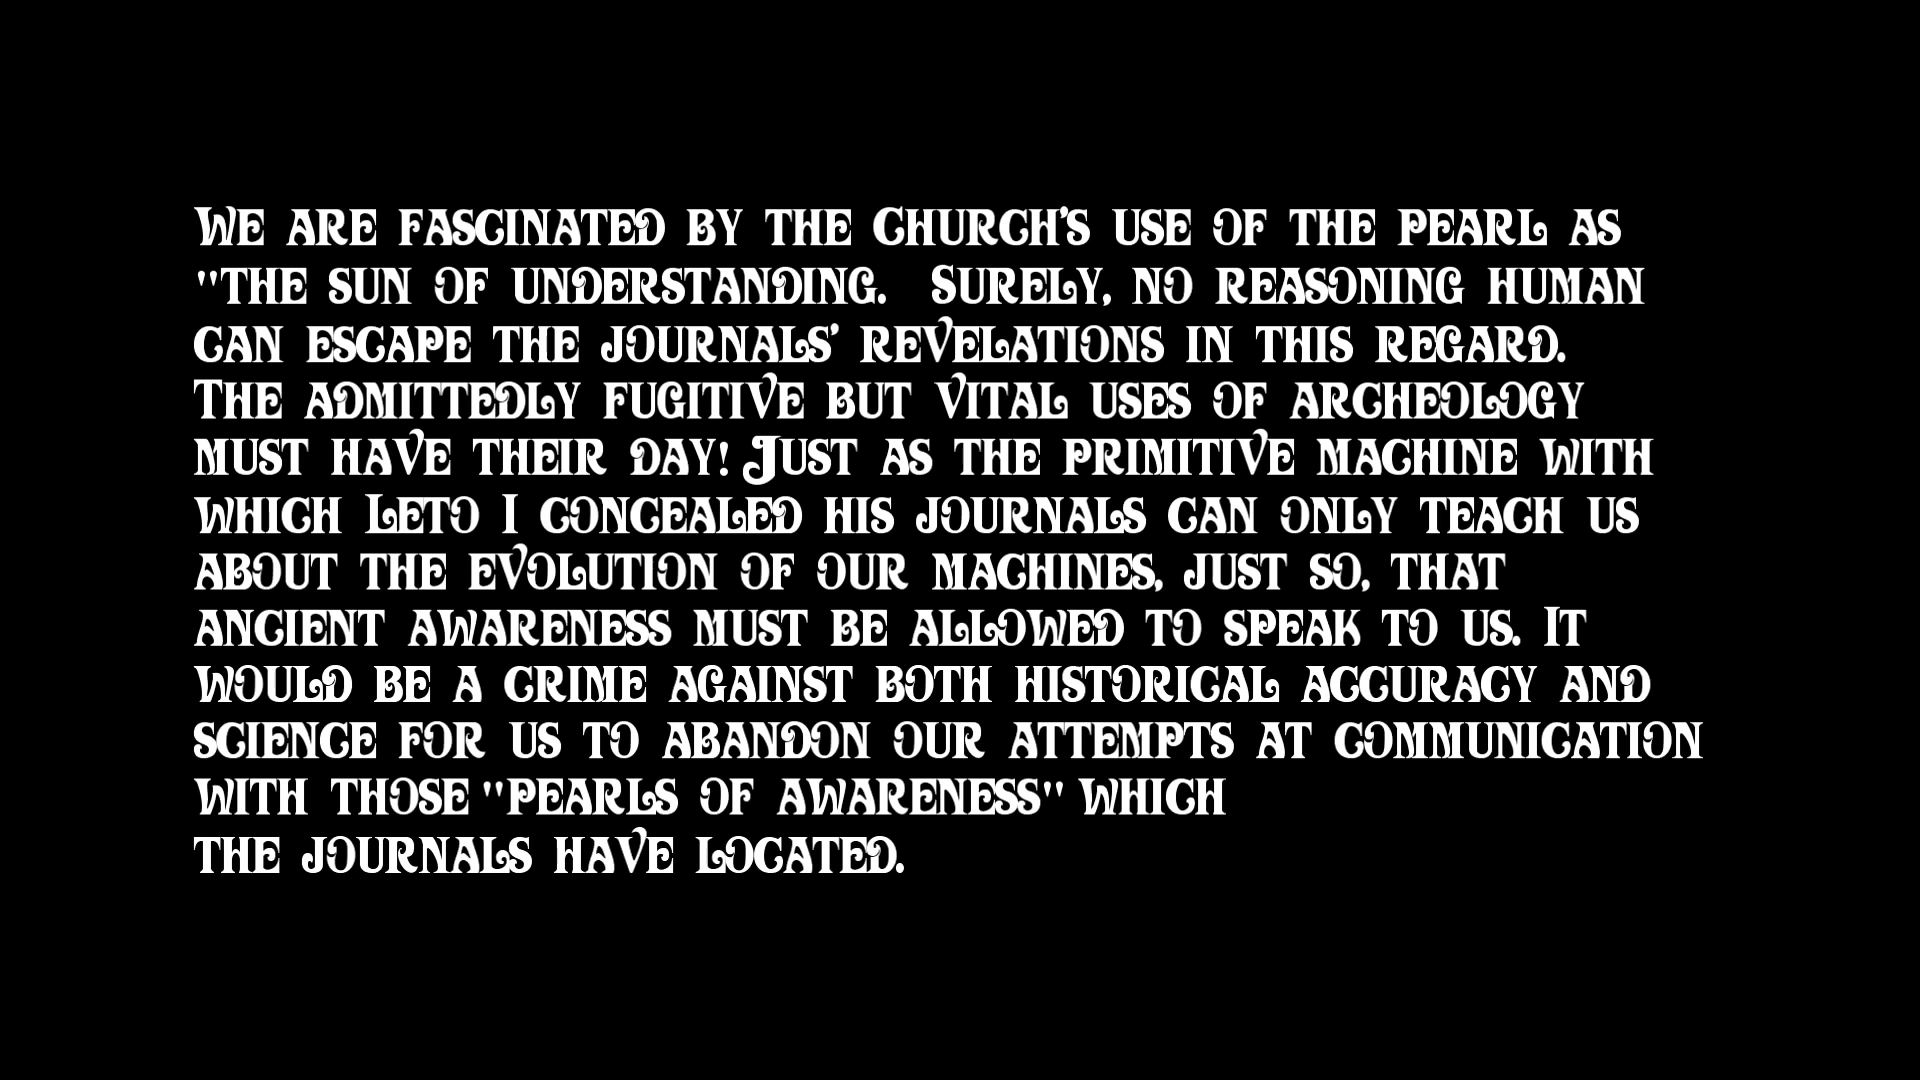 We are fascinated by the Church's use of the pearl as
"the sun of understanding.  Surely, no reasoning human
can escape the journals' revelations in this regard.
The admittedly fugitive but vital uses of archeology
must have their day! Just as the primitive machine with
which Leto I concealed his journals can only teach us
about the evolution of our machines, just so, that
ancient awareness must be allowed to speak to us. It
would be a crime against both historical accuracy and
science for us to abandon our attempts at communication
with those "pearls of awareness" which
the journals have located.